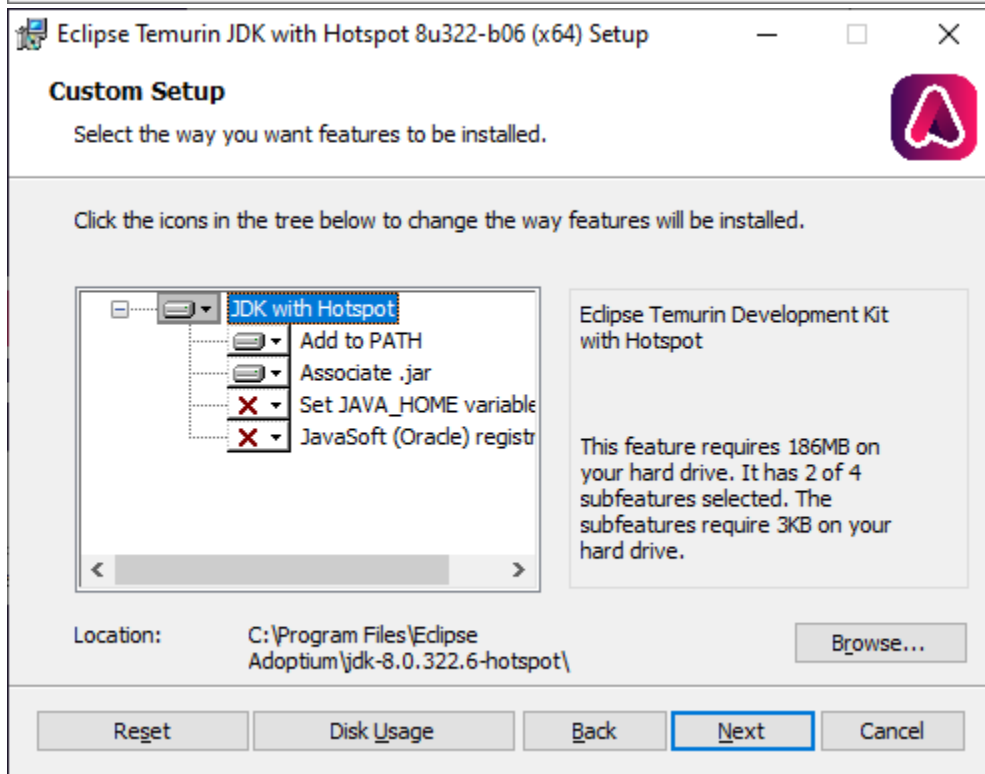 Eclipse Temurin JDK with Hotspot 8u322-b06 (x64) Setup
Custom Setup
Select the way you want features to be installed.
Click the icons in the tree below to change the way features will be installed.
JDK with Hotspot
Add to PATH
Associate .jar
Set JAVA_HOME variable
JavaSoft (Oracle) registr
Eclipse Temurin Development Kit
with Hotspot
This feature requires 186MB on
your hard drive. It has 2 of 4
subfeatures selected. The
subfeatures require 3KB on your
hard drive.
Location:
C:\Program Files\Eclipse
Adoptium\jdk-8.0.322.6-hotspot\
Browse...
Reset
Disk Usage
Back
Next
Cancel